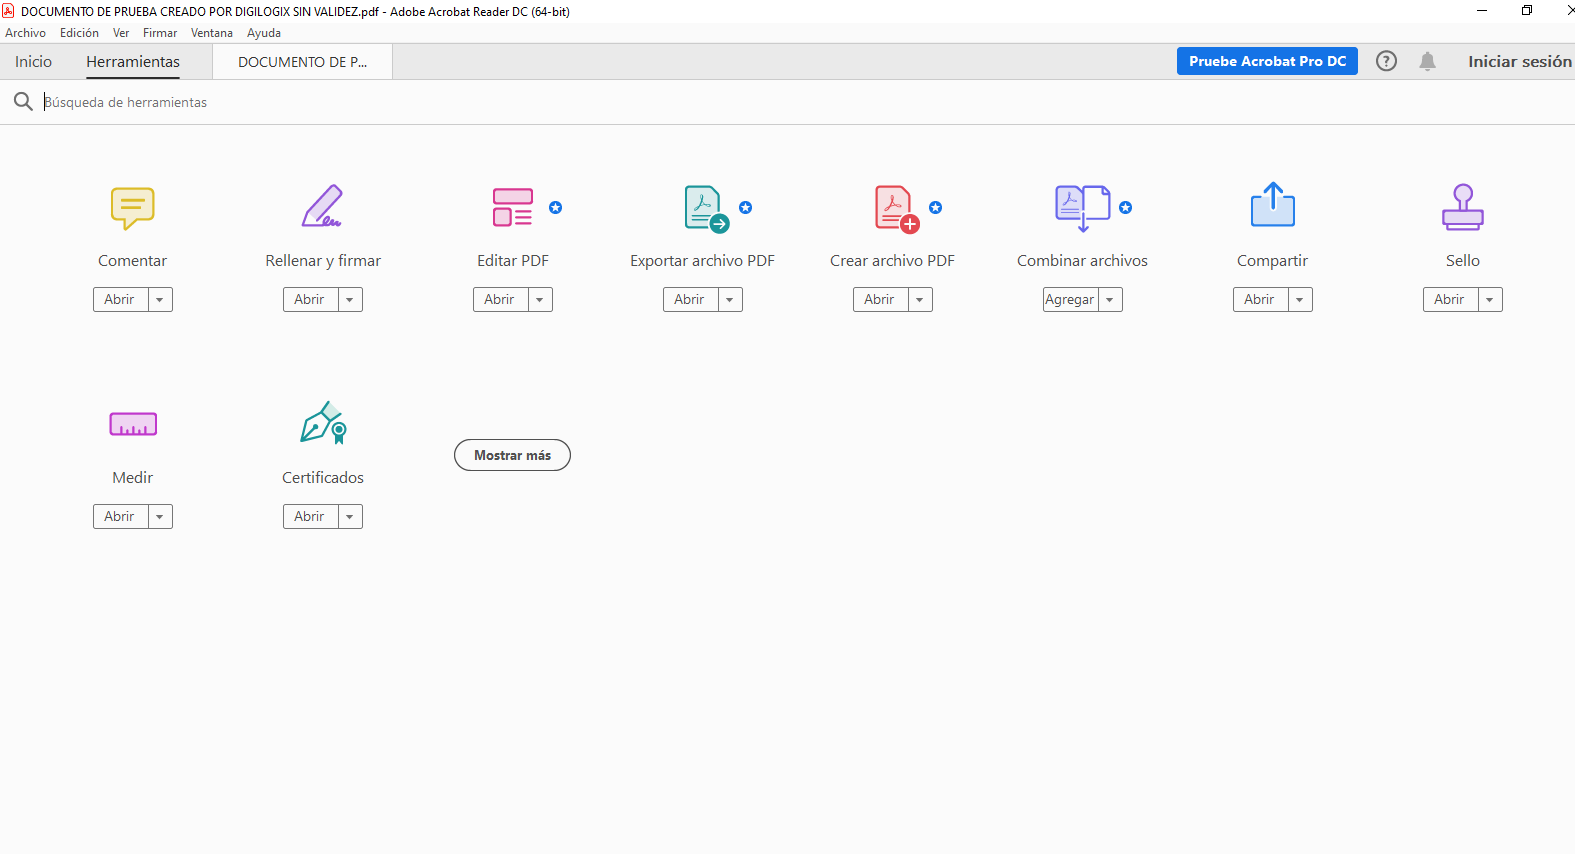 DOCUMENTO DE PRUEBA CREADO POR DIGILOGIX SIN VALIDEZ.pdf - Adobe Acrobat Reader DC (64-bit)
Archivo Edición Ver Firmar Ventana Ayuda
Inicio Herramientas DOCUMENTO DE P... Pruebe Acrobat Pro DC ? Iniciar sesión
Búsqueda de herramientas
Comentar Rellenar y firmar Editar PDF Exportar archivo PDF Crear archivo PDF Combinar archivos Compartir Sello
Abrir Abrir Abrir Abrir Abrir Agregar Abrir Abrir
Mostrar más
Medir Certificados
Abrir Abrir